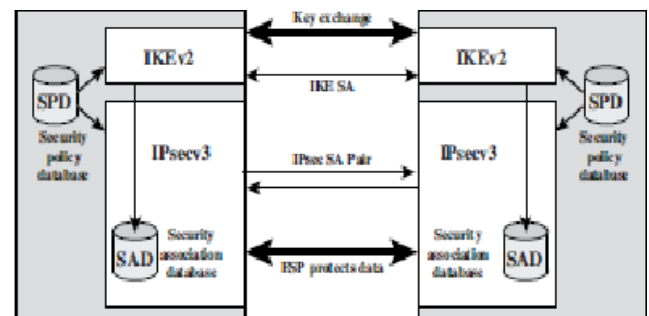 Key exchange
IKEv2
IKEv2
SPD
IKE SA
SPD
Security
policy
database
IPsecv3
IPsec SA Pair
IPsecv3
Security
policy
database
SAD
Security
association
database
ESP protects data
Security
association
database
SAD